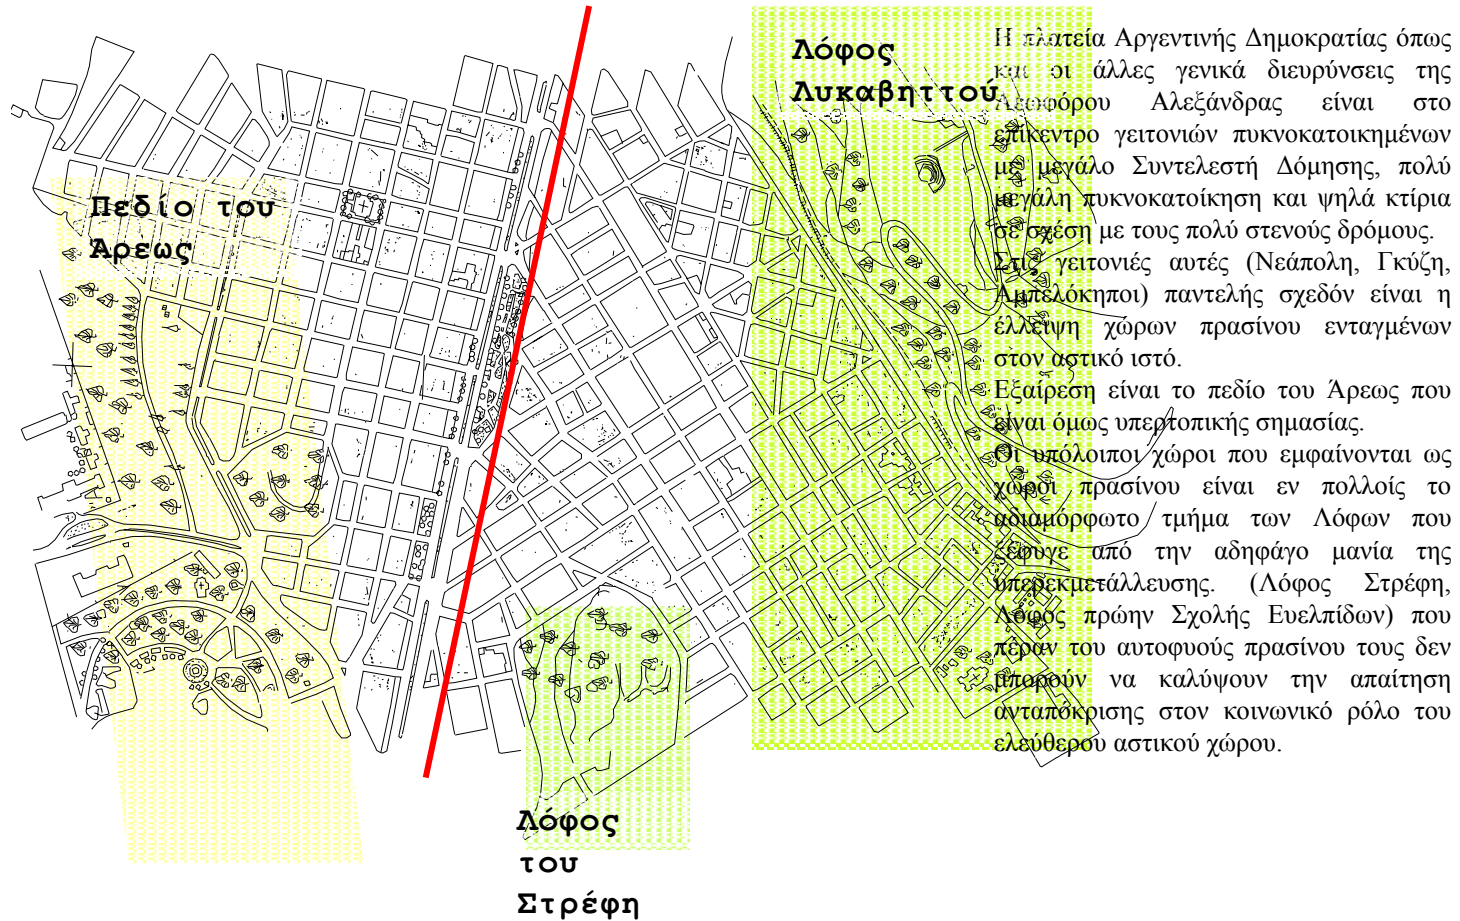 Πεδίο του
Άρεως
Λόφος
Λυκαβηττού
Λόφος
του
Στρέφη
Η πλατεία Αργεντινής Δημοκρατίας όπως
και οι άλλες γενικά διευρύνσεις της
Λεωφόρου Αλεξάνδρας είναι στο
επίκεντρο γειτονιών πυκνοκατοικημένων
με μεγάλο Συντελεστή Δόμησης, πολύ
μεγάλη πυκνοκατοίκηση και ψηλά κτίρια
σε σχέση με τους πολύ στενούς δρόμους.
Στις γειτονιές αυτές (Νεάπολη, Γκύζη,
Αμπελόκηποι) παντελής σχεδόν είναι η
έλλειψη χώρων πρασίνου ενταγμένων
στον αστικό ιστό.
Εξαίρεση είναι το πεδίο του Άρεως που
είναι όμως υπερτοπικής σημασίας.
Οι υπόλοιποι χώροι που εμφαίνονται ως
χώροι πρασίνου είναι εν πολλοίς το
αδιαμόρφωτο τμήμα των Λόφων που
ξέφυγε από την αδηφάγο μανία της
υπερεκμετάλλευσης. (Λόφος Στρέφη,
Λόφος πρώην Σχολής Ευελπίδων) που
πέραν του αυτοφυούς πρασίνου τους δεν
μπορούν να καλύψουν την απαίτηση
ανταπόκρισης στον κοινωνικό ρόλο του
ελεύθερου αστικού χώρου.